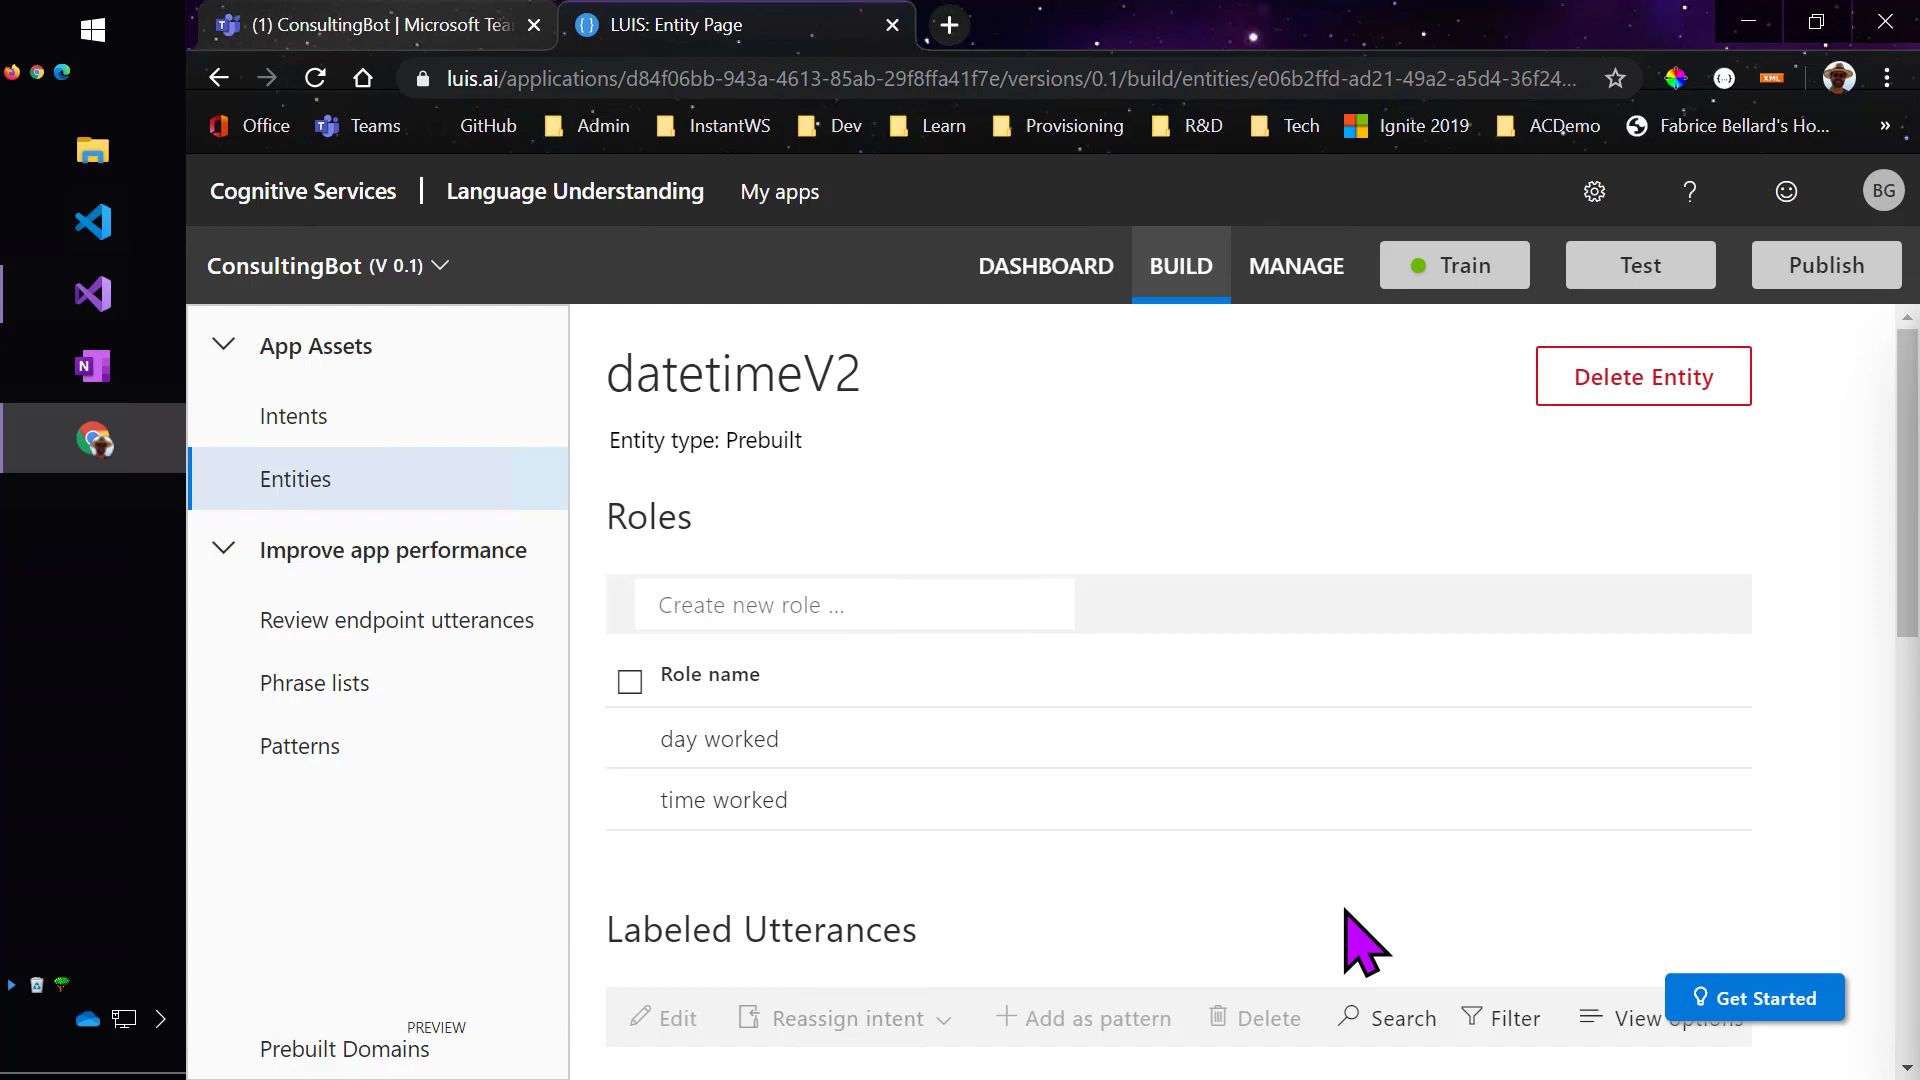 (1) ConsultingBot | Microsoft Tea
LUIS: Entity Page
luis.ai/applications/d84f06bb-943a-4613-85ab-29f8ffa41f7e/versions/0.1/build/entities/e06b2ffd-ad21-49a2-a5d4-36f24...
XML
Office Teams GitHub Admin InstantWS Dev Learn Provisioning R&D Tech Ignite 2019 ACDemo Fabrice Bellard's Ho... »
Cognitive Services | Language Understanding My apps ? BG
ConsultingBot (V 0.1) DASHBOARD BUILD MANAGE Train Test Publish
App Assets
Intents
Entities
Improve app performance
Review endpoint utterances
Phrase lists
Patterns
PREVIEW
Prebuilt Domains
datetimeV2
Delete Entity
Entity type: Prebuilt
Roles
Create new role ...
Role name
day worked
time worked
Labeled Utterances
Edit Reassign intent Add as pattern Delete Search Filter View options
Get Started
N